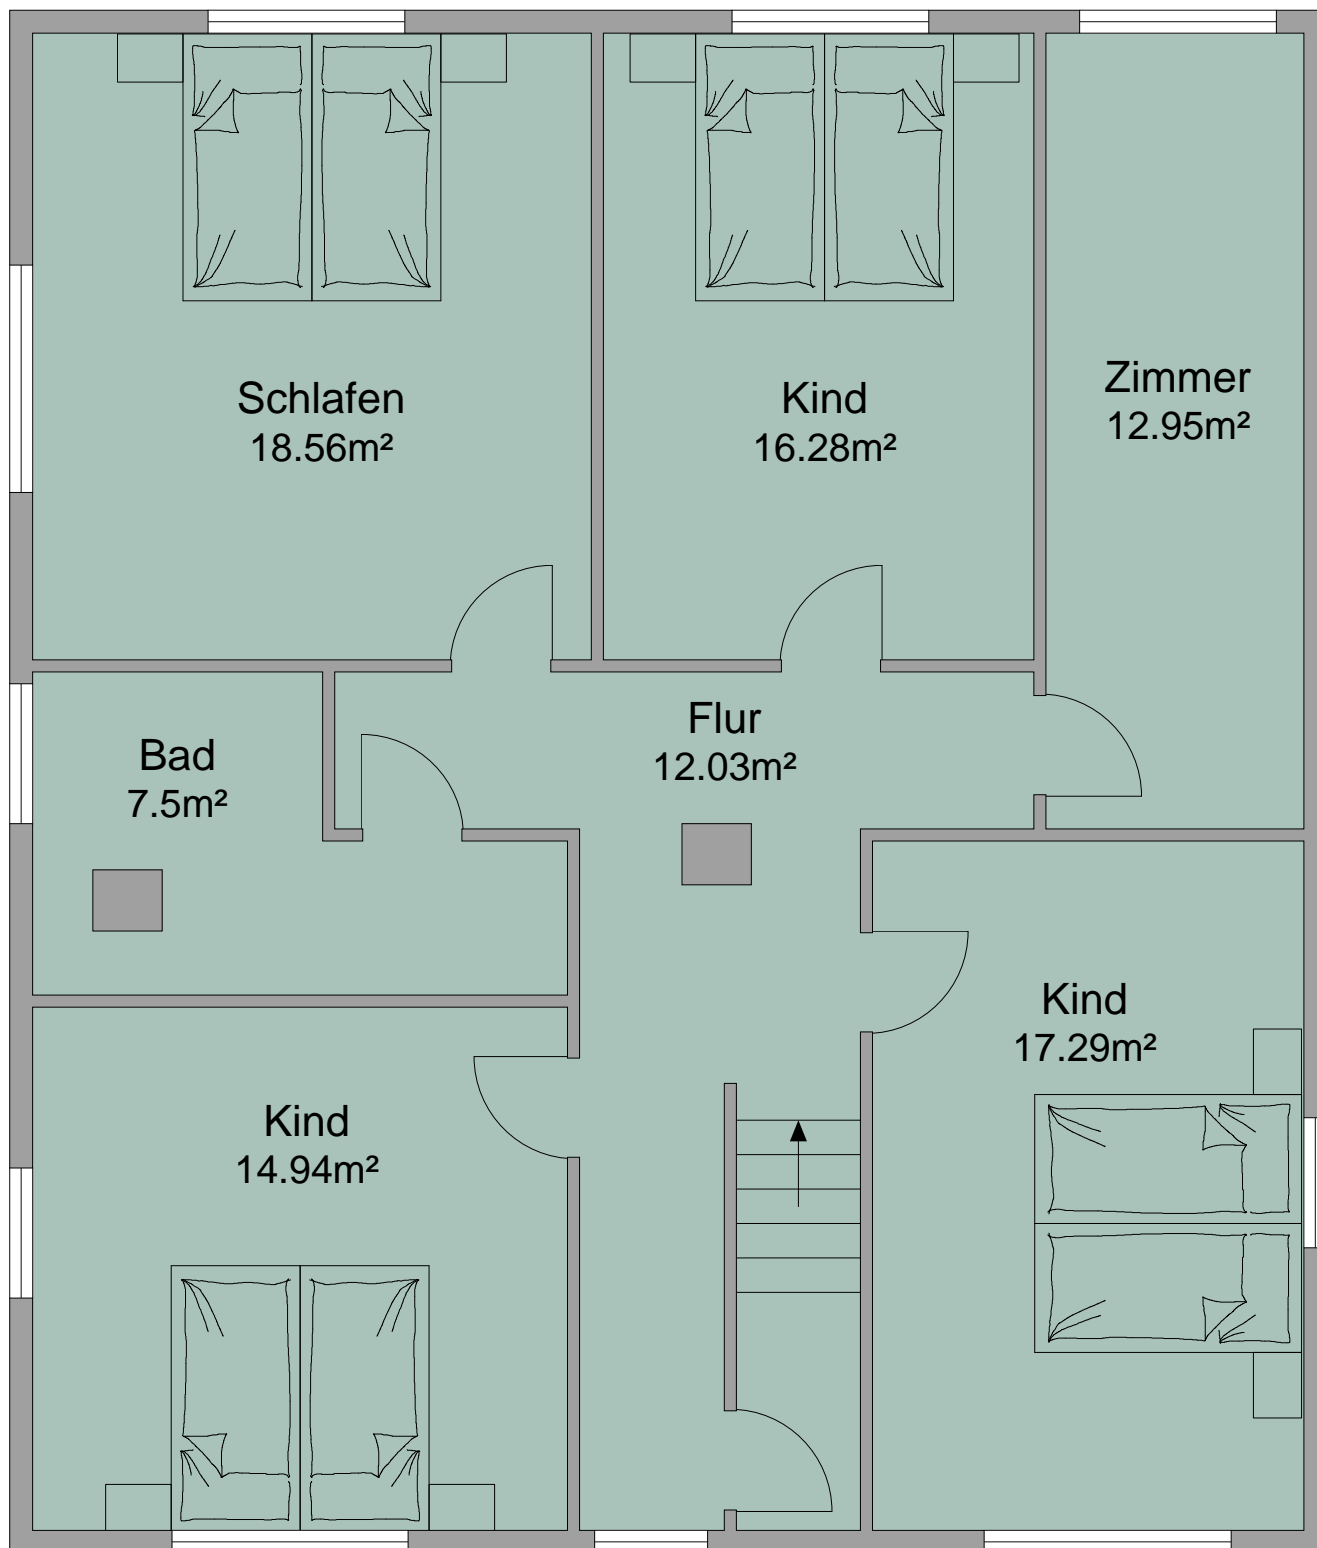 Schlafen
18.56m²
Kind
16.28m²
Zimmer
12.95m²
Flur
12.03m²
Bad
7.5m²
Kind
17.29m²
Kind
14.94m²